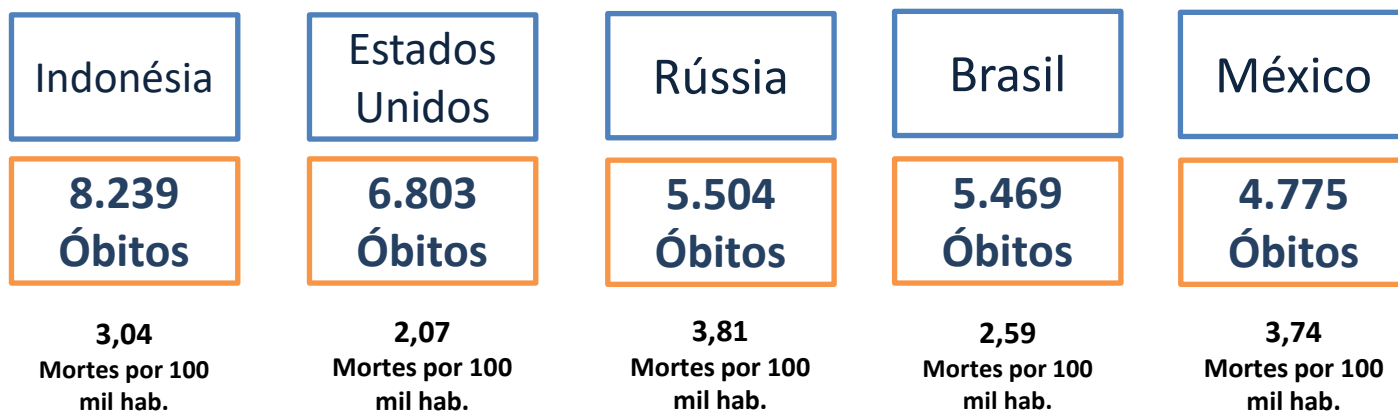 Indonésia
Estados
Unidos
Rússia
Brasil
México
8.239
Óbitos
6.803
Óbitos
5.504
Óbitos
5.469
Óbitos
4.775
Óbitos
3,04
Mortes por 100
mil hab.
2,07
Mortes por 100
mil hab.
3,81
Mortes por 100
mil hab.
2,59
Mortes por 100
mil hab.
3,74
Mortes por 100
mil hab.